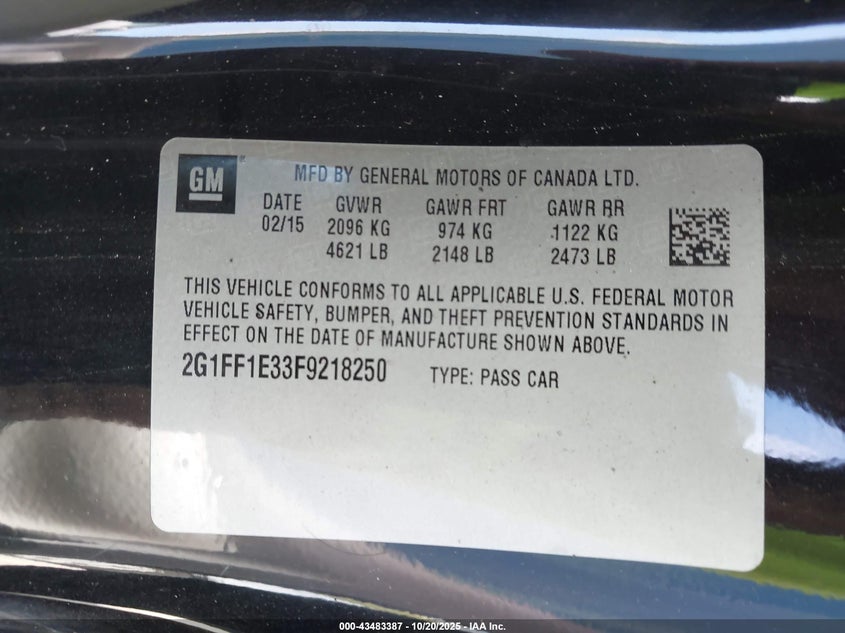 GM
MFD BY GENERAL MOTORS OF CANADA LTD.
DATE GVWR GAWR FRT GAWR RR
02/15 2096 KG 974 KG 1122 KG
4621 LB 2148 LB 2473 LB
THIS VEHICLE CONFORMS TO ALL APPLICABLE U.S. FEDERAL MOTOR
VEHICLE SAFETY, BUMPER, AND THEFT PREVENTION STANDARDS IN
EFFECT ON THE DATE OF MANUFACTURE SHOWN ABOVE.
2G1FF1E33F9218250 TYPE: PASS CAR
000-43483387 - 10/20/2025 - IAA Inc.